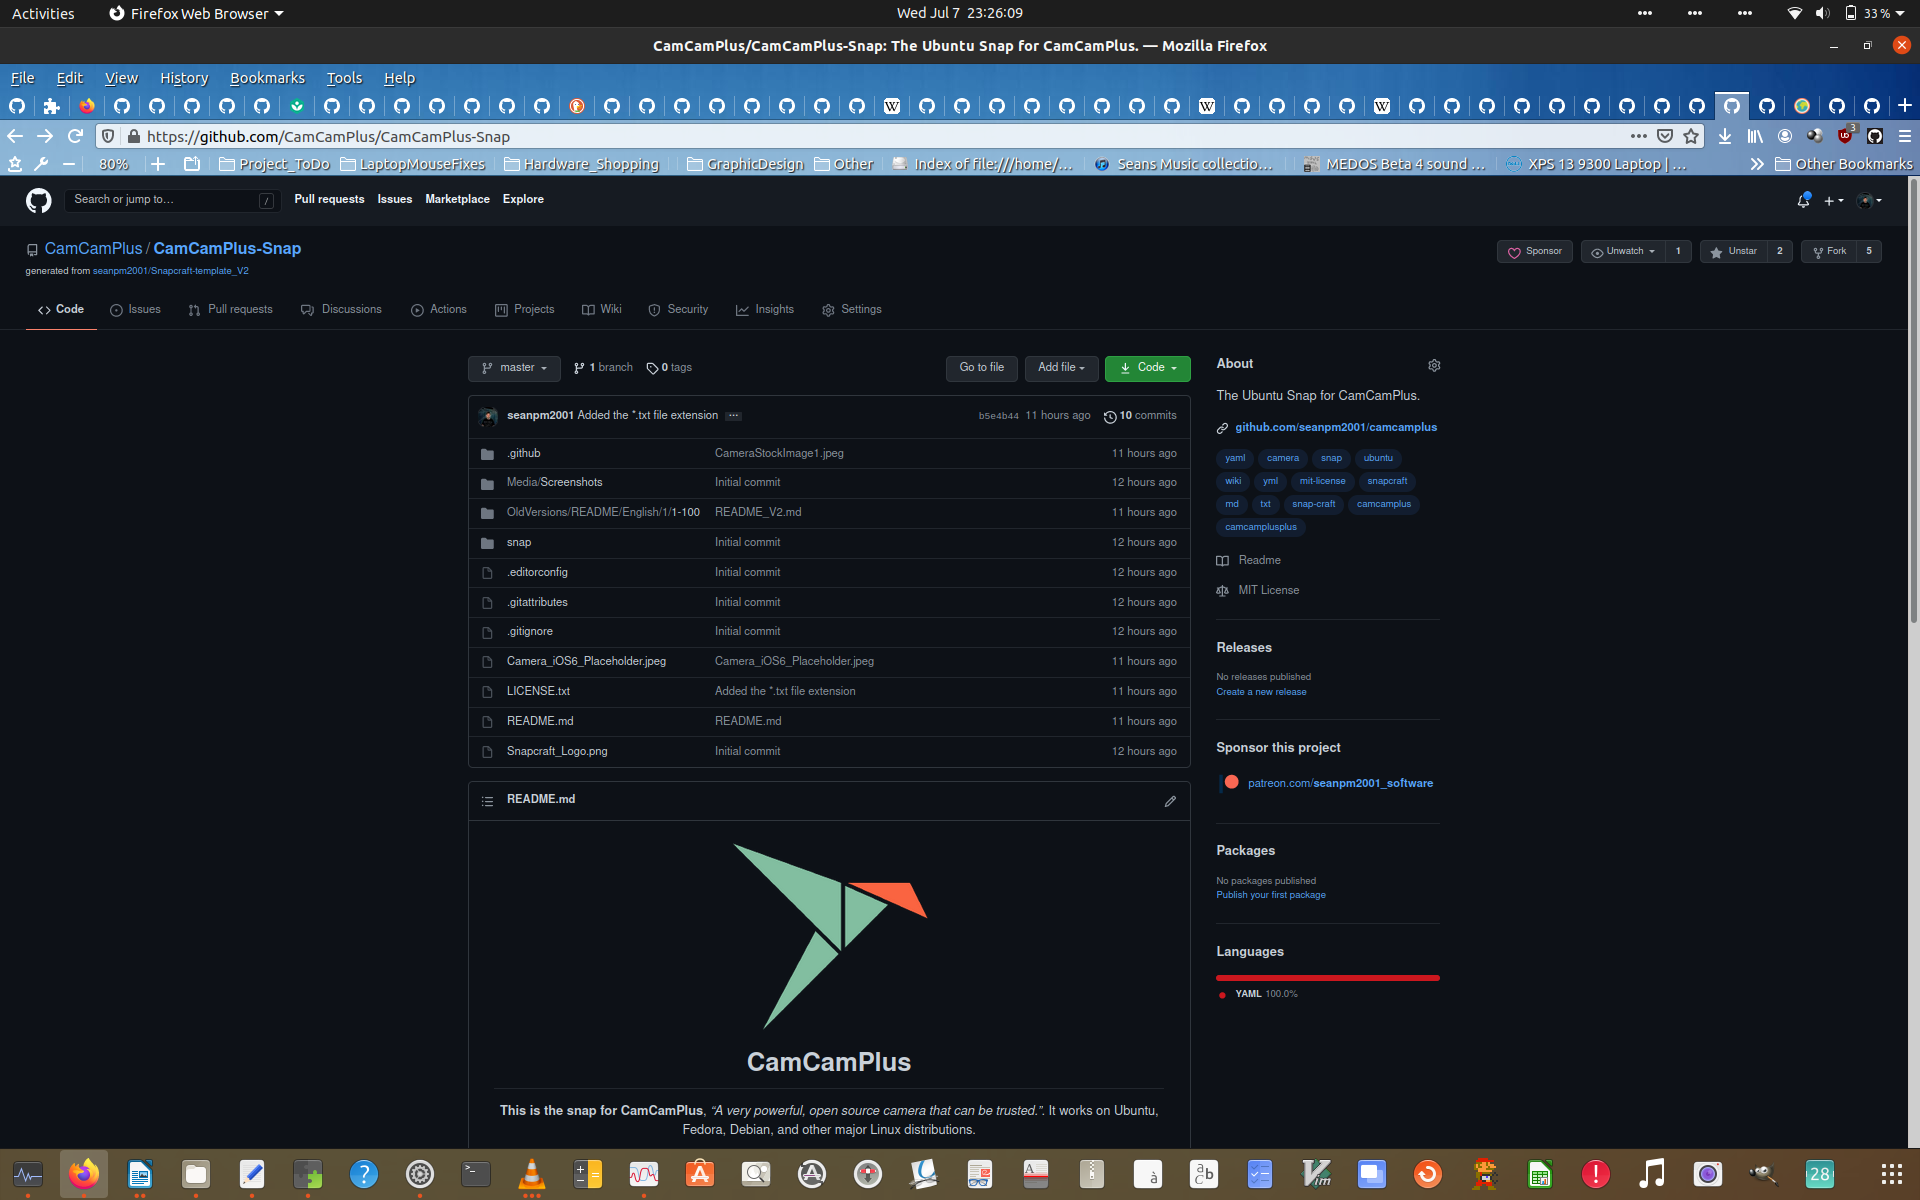 Activities Firefox Web Browser Wed Jul 7 23:26:09 33 %
CamCamPlus/CamCamPlus-Snap: The Ubuntu Snap for CamCamPlus. — Mozilla Firefox
File Edit View History Bookmarks Tools Help
https://github.com/CamCamPlus/CamCamPlus-Snap 3
80% Project_ToDo LaptopMouseFixes Hardware_Shopping GraphicDesign Other Index of file:///home/... Seans Music collectio... MEDOS Beta 4 sound ... XPS 13 9300 Laptop | ... Other Bookmarks
Search or jump to... / Pull requests Issues Marketplace Explore
CamCamPlus / CamCamPlus-Snap Sponsor Unwatch 1 Unstar 2 Fork 5
generated from seanpm2001/Snapcraft-template_V2
Code Issues Pull requests Discussions Actions Projects Wiki Security Insights Settings
master 1 branch 0 tags Go to file Add file Code
seanpm2001 Added the *.txt file extension b5e4b44 11 hours ago 10 commits
.github CameraStockImage1.jpeg 11 hours ago
Media/Screenshots Initial commit 12 hours ago
OldVersions/README/English/1/1-100 README_V2.md 11 hours ago
snap Initial commit 12 hours ago
.editorconfig Initial commit 12 hours ago
.gitattributes Initial commit 12 hours ago
.gitignore Initial commit 12 hours ago
Camera_iOS6_Placeholder.jpeg Camera_iOS6_Placeholder.jpeg 11 hours ago
LICENSE.txt Added the *.txt file extension 11 hours ago
README.md README.md 11 hours ago
Snapcraft_Logo.png Initial commit 12 hours ago
README.md
CamCamPlus
This is the snap for CamCamPlus, “A very powerful, open source camera that can be trusted.”. It works on Ubuntu,
Fedora, Debian, and other major Linux distributions.
About
The Ubuntu Snap for CamCamPlus.
github.com/seanpm2001/camcamplus
yaml camera snap ubuntu
wiki yml mit-license snapcraft
md txt snap-craft camcamplus
camcamplusplus
Readme
MIT License
Releases
No releases published
Create a new release
Sponsor this project
patreon.com/seanpm2001_software
Packages
No packages published
Publish your first package
Languages
YAML 100.0%
28